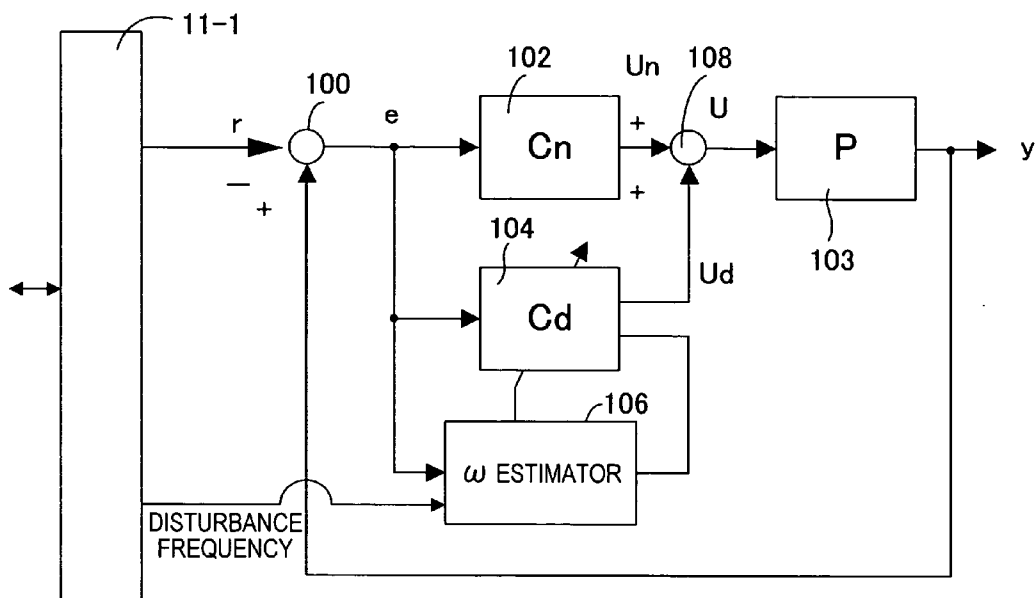 11-1
100
102
Un
108
U
r
e
Cn
+
+
P
y
−
+
104
103
Cd
Ud
106
ω ESTIMATOR
DISTURBANCE
FREQUENCY